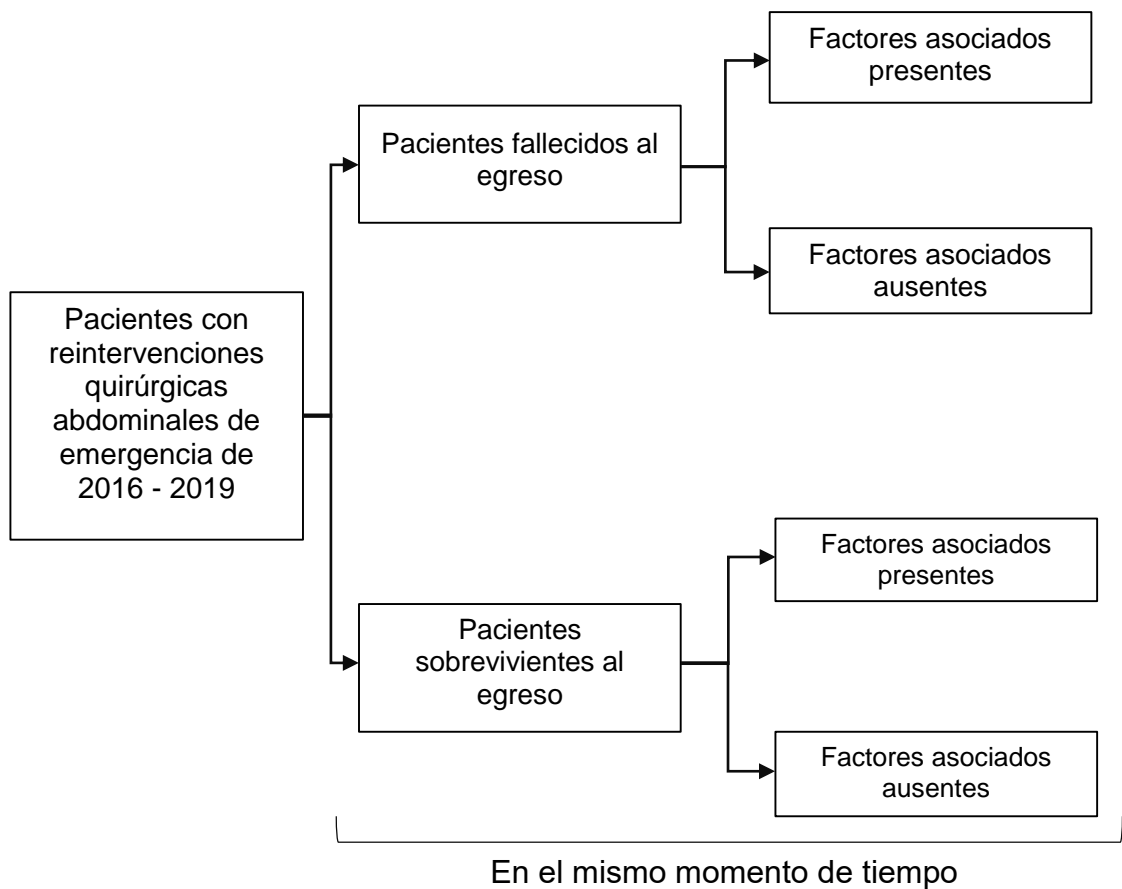 Pacientes con
reintervenciones
quirúrgicas
abdominales de
emergencia de
2016 - 2019
Pacientes fallecidos al
egreso
Factores asociados
presentes
Factores asociados
ausentes
Pacientes
sobrevivientes al
egreso
Factores asociados
presentes
Factores asociados
ausentes
En el mismo momento de tiempo